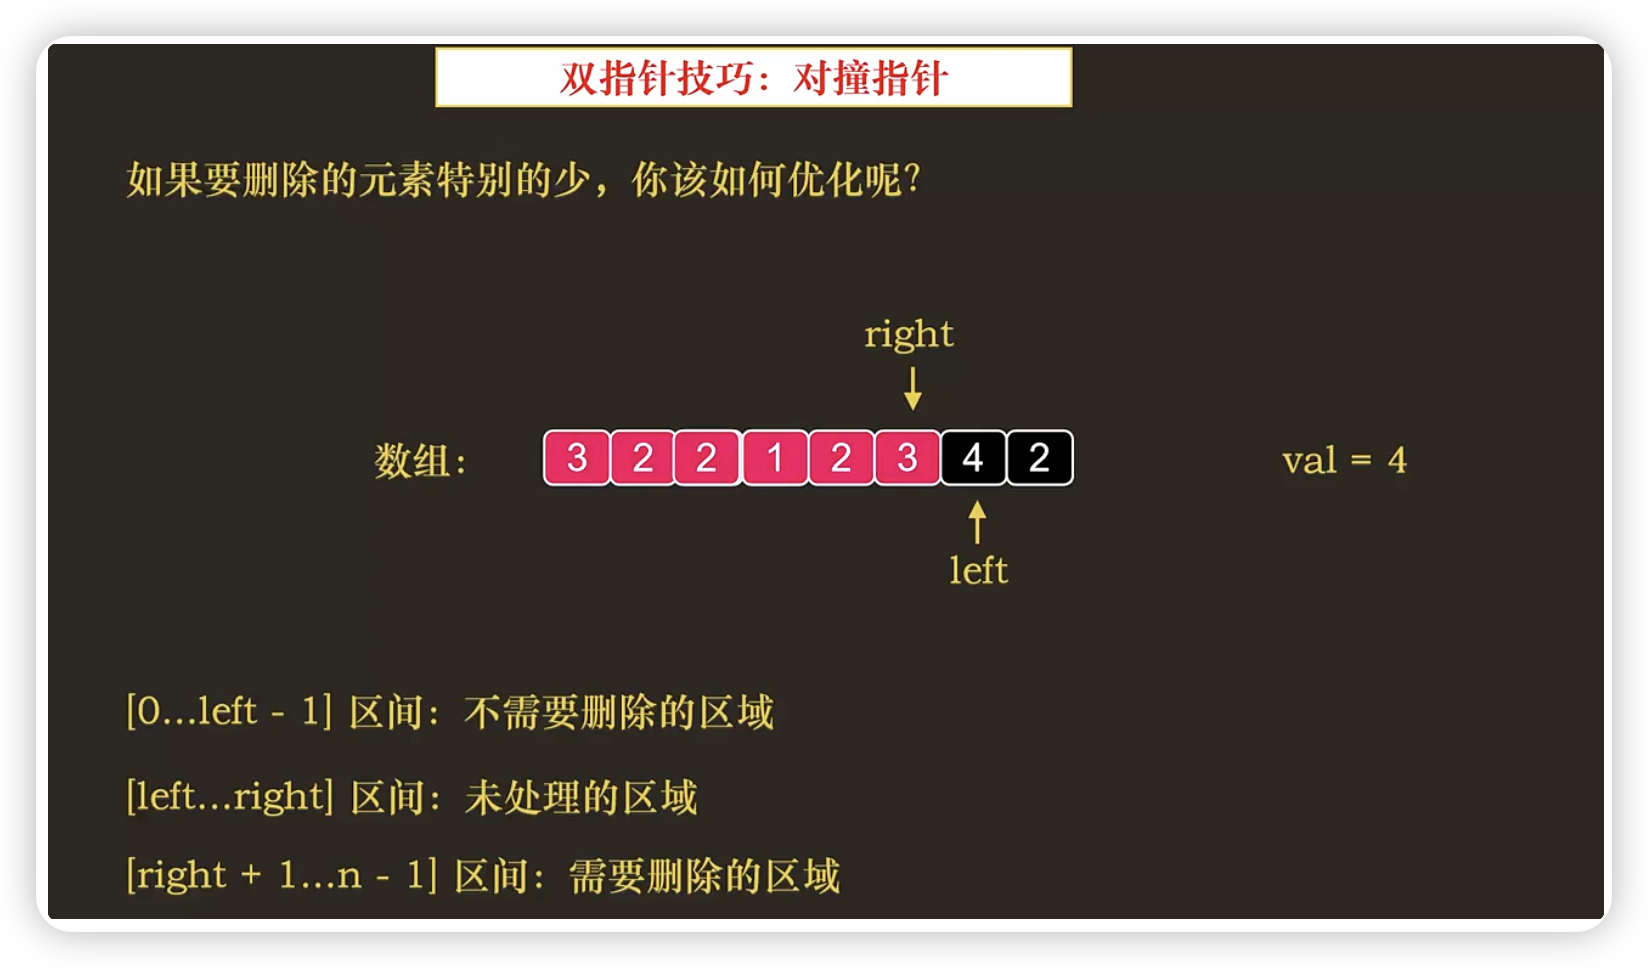 双指针技巧：对撞指针
如果要删除的元素特别的少，你该如何优化呢？
right
数组： 3 2 2 1 2 3 4 2 val = 4
left
[0...left - 1] 区间：不需要删除的区域
[left...right] 区间：未处理的区域
[right + 1...n - 1] 区间：需要删除的区域